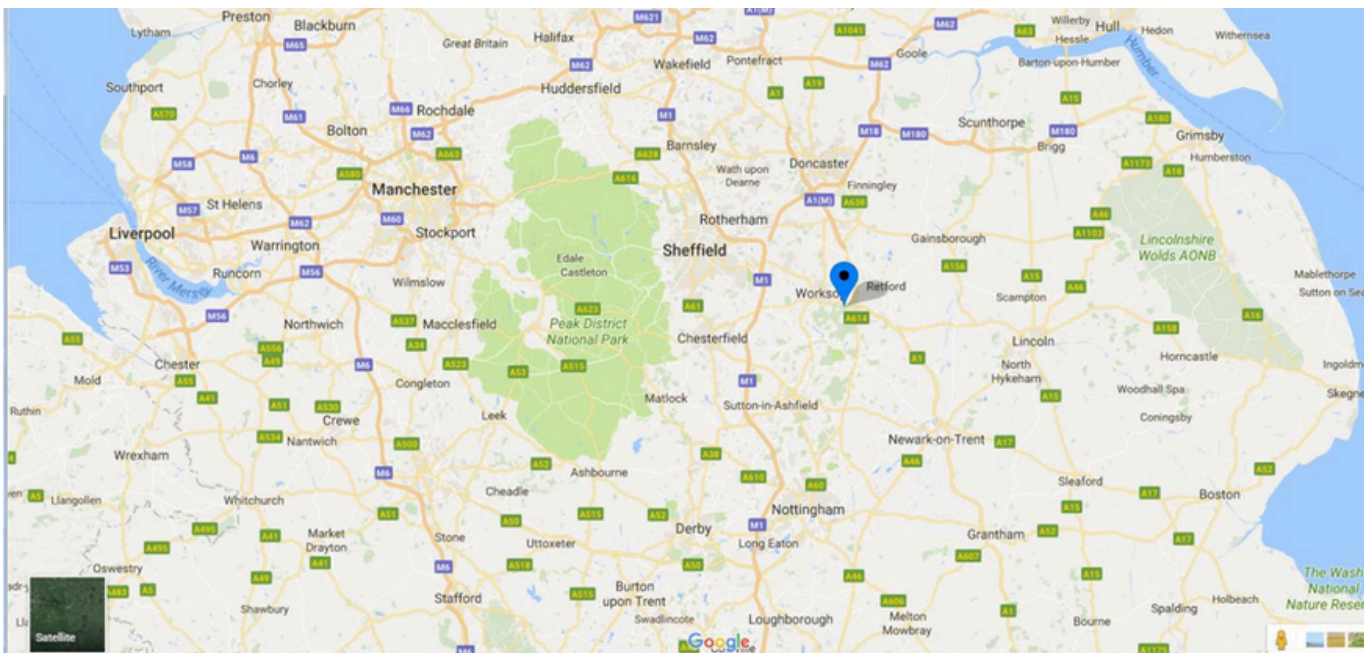 Preston
Blackburn
Lytham
M65
Great Britain
Halifax
M621
M62
A1041
M62
A63
Willerby
Hull
Hedon
Hessle
Withernsea
Southport
Chorley
M62
Wakefield
Pontefract
M62
Goole
Barton-upon-Humber
Humber
Huddersfield
A1
A19
A15
A570
M61
M66
Rochdale
M1
A180
Bolton
M62
M18
M180
Scunthorpe
M180
Grimsby
M58
M6
A663
A628
Barnsley
Brigg
Humberston
A580
Wath upon
Dearne
Doncaster
A1173
A18
Manchester
A616
Finningley
St Helens
M57
M62
M60
A1(M)
A638
A46
Liverpool
Stockport
Rotherham
A1103
Warrington
Sheffield
Gainsborough
Lincolnshire
Wolds AONB
M53
River Mersey
Runcorn
M56
Wilmslow
Edale
Castleton
M1
A156
A15
A46
Mablethorpe
Retford
Scampton
M56
Northwich
A537
Macclesfield
A623
A61
A614
A16
A55
A556
A49
A34
Peak District
National Park
Chesterfield
Lincoln
A158
Horncastle
Chester
M6
A523
A53
A515
A1
North
Hykeham
Mold
A55
A41
Congleton
M1
A15
Woodhall Spa
Ruthin
A51
A530
Crewe
Leek
Matlock
Sutton-in-Ashfield
Coningsby
A534
Nantwich
A500
Newark-on-Trent
A17
Wrexham
M6
A52
Ashbourne
A38
A610
A60
A46
A52
A5
Llangollen
Whitchurch
Cheadle
Sleaford
A17
Boston
A495
A41
Market
Drayton
A51
A50
A515
A52
Derby
M1
Nottingham
A15
A495
A41
Stone
Uttoxeter
Long Eaton
Grantham
A52
A17
Oswestry
A49
M6
A518
A50
A607
A483
A5
Burton
upon Trent
A46
A15
The Wash
National
Shawbury
Stafford
A515
Swadlincote
Loughborough
A606
Melton
Mowbray
A1
Bourne
Spalding
Holbeach
Satellite
Google
M6
A1175